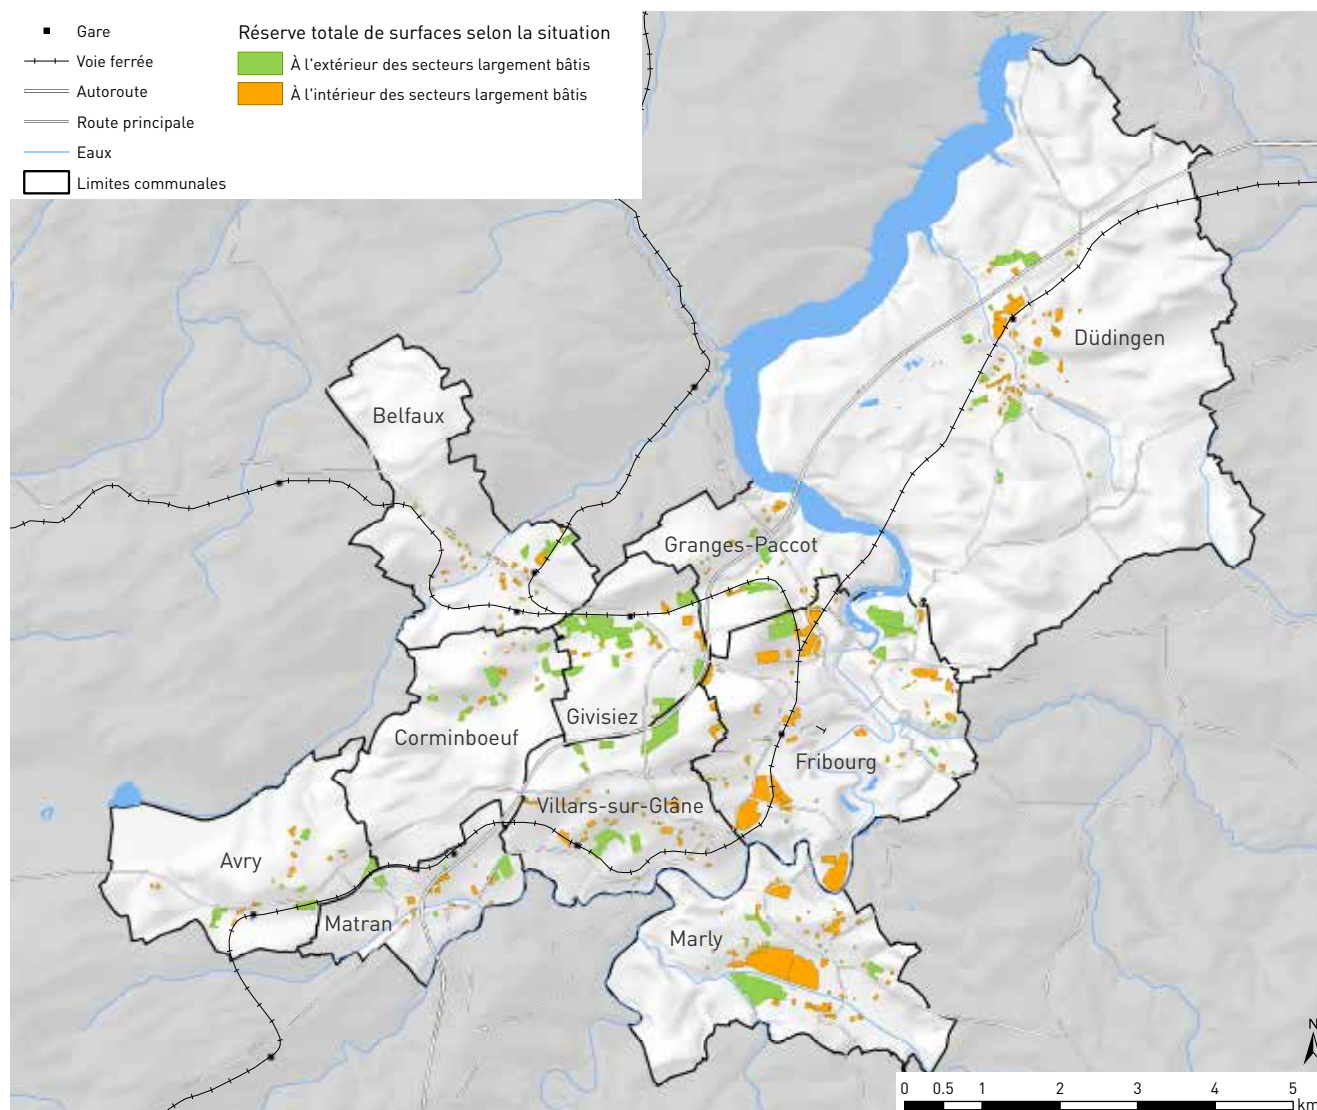 Gare
Voie ferrée
Autoroute
Route principale
Eaux
Limites communales
Réserve totale de surfaces selon la situation
À l'extérieur des secteurs largement bâtis
À l'intérieur des secteurs largement bâtis
Düdingen
Belfaux
Granges-Paccot
Givisiez
Corminboeuf
Fribourg
Villars-sur-Glâne
Avry
Matran
Marly
N
0 0.5 1 2 3 4 5
km